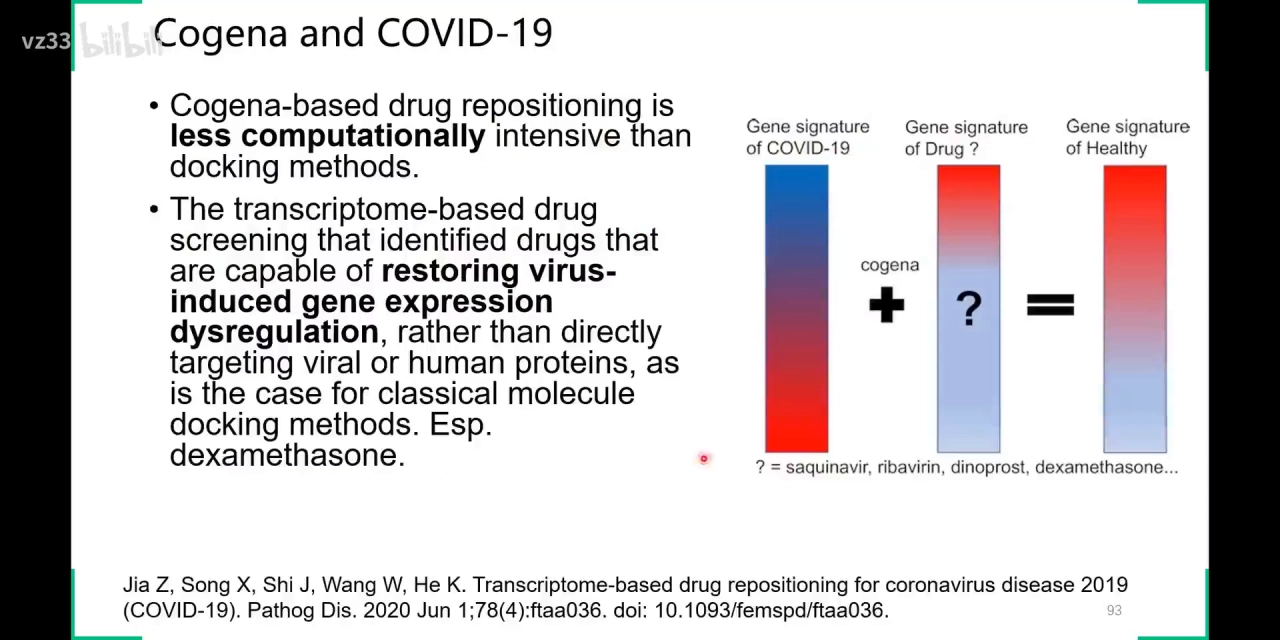 Cogena and COVID-19
vz33 bilibili
• Cogena-based drug repositioning is
less computationally intensive than
docking methods.
• The transcriptome-based drug
screening that identified drugs that
are capable of restoring virus-
induced gene expression
dysregulation, rather than directly
targeting viral or human proteins, as
is the case for classical molecule
docking methods. Esp.
dexamethasone.
Gene signature
of COVID-19
cogena
+
Gene signature
of Drug ?
?
=
Gene signature
of Healthy
? = saquinavir, ribavirin, dinoprost, dexamethasone...
Jia Z, Song X, Shi J, Wang W, He K. Transcriptome-based drug repositioning for coronavirus disease 2019
(COVID-19). Pathog Dis. 2020 Jun 1;78(4):ftaa036. doi: 10.1093/femspd/ftaa036.
93